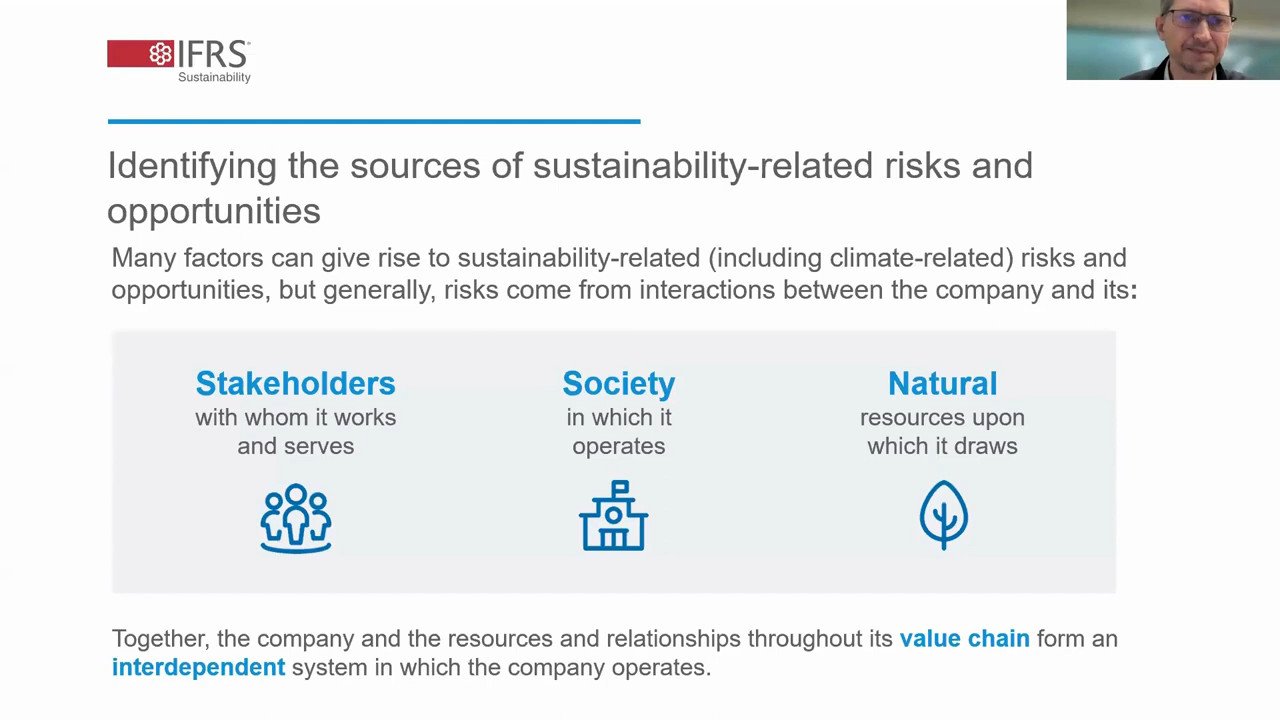 IFRS®
Sustainability
Identifying the sources of sustainability-related risks and
opportunities
Many factors can give rise to sustainability-related (including climate-related) risks and
opportunities, but generally, risks come from interactions between the company and its:
Stakeholders
with whom it works
and serves
Society
in which it
operates
Natural
resources upon
which it draws
Together, the company and the resources and relationships throughout its value chain form an
interdependent system in which the company operates.